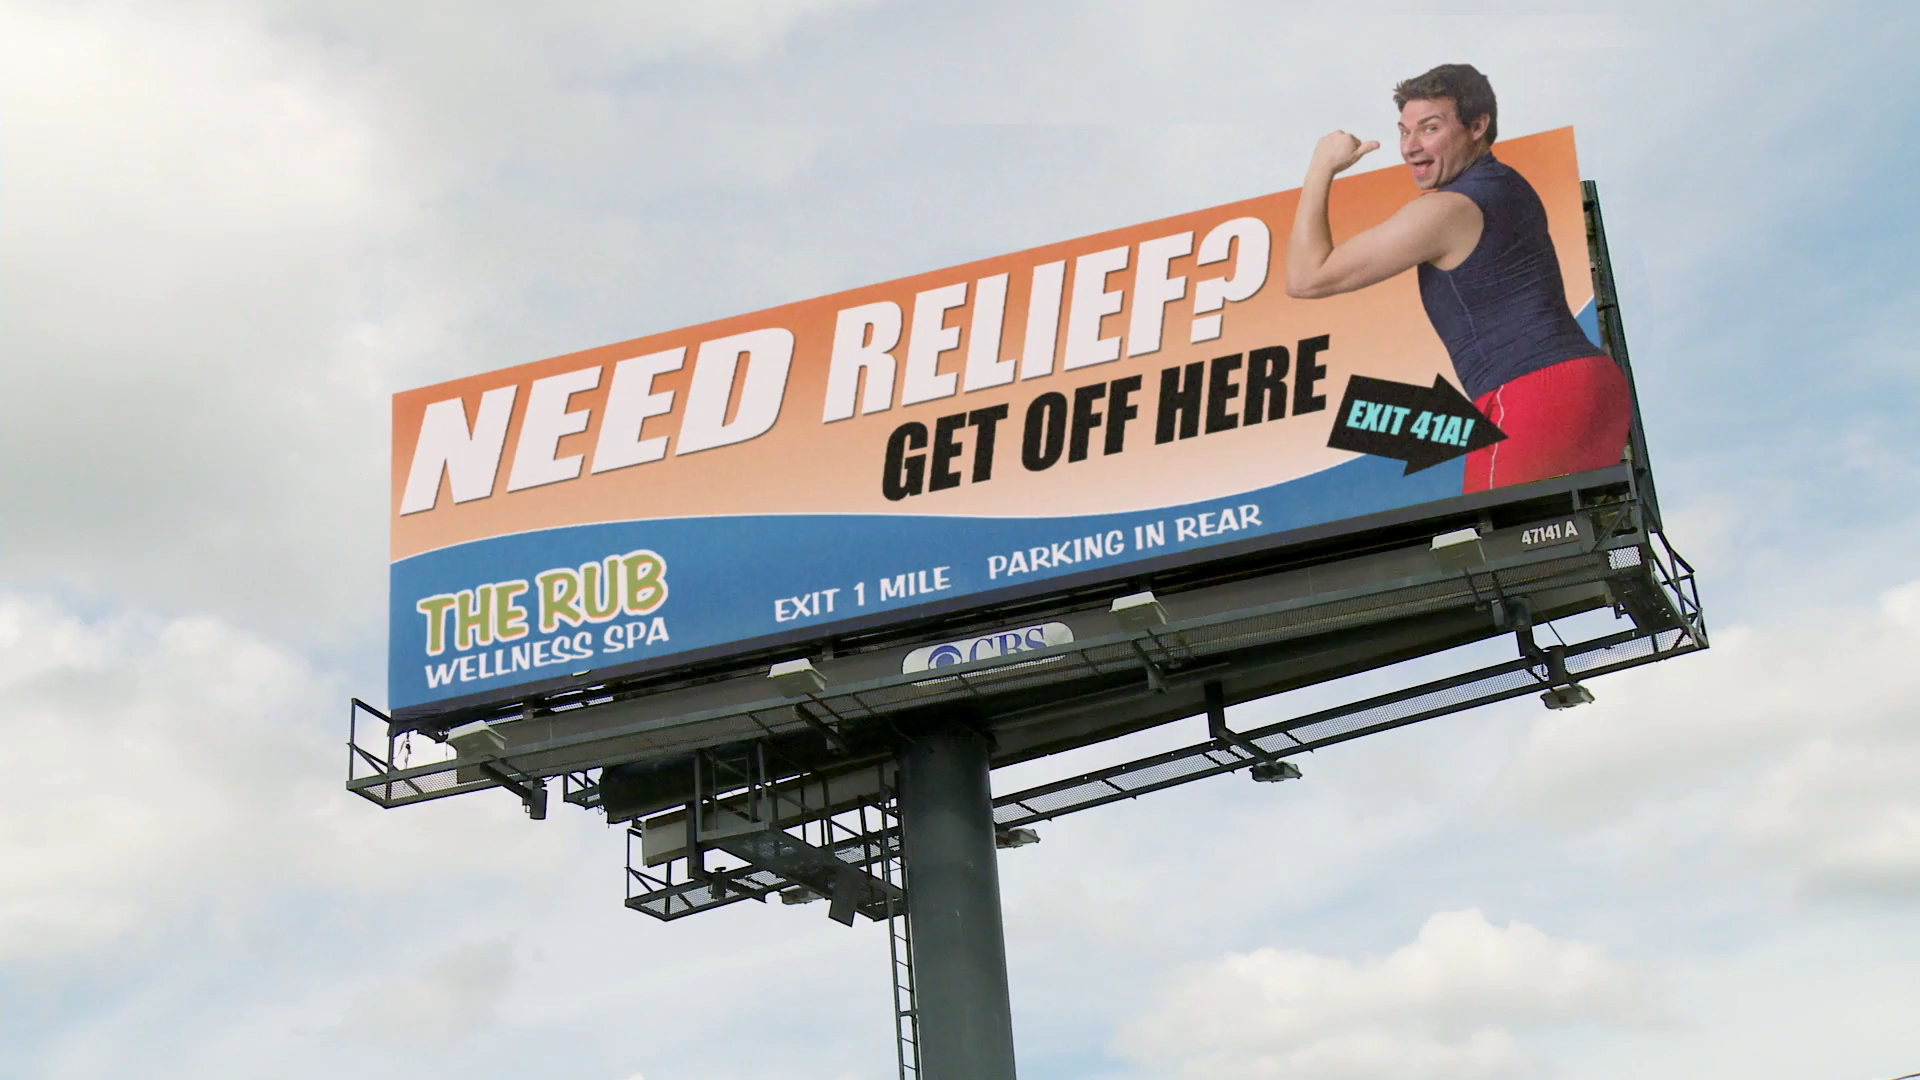 NEED RELIEF?
GET OFF HERE
EXIT 41A!
THE RUB
WELLNESS SPA
EXIT 1 MILE PARKING IN REAR
CBS
47141 A